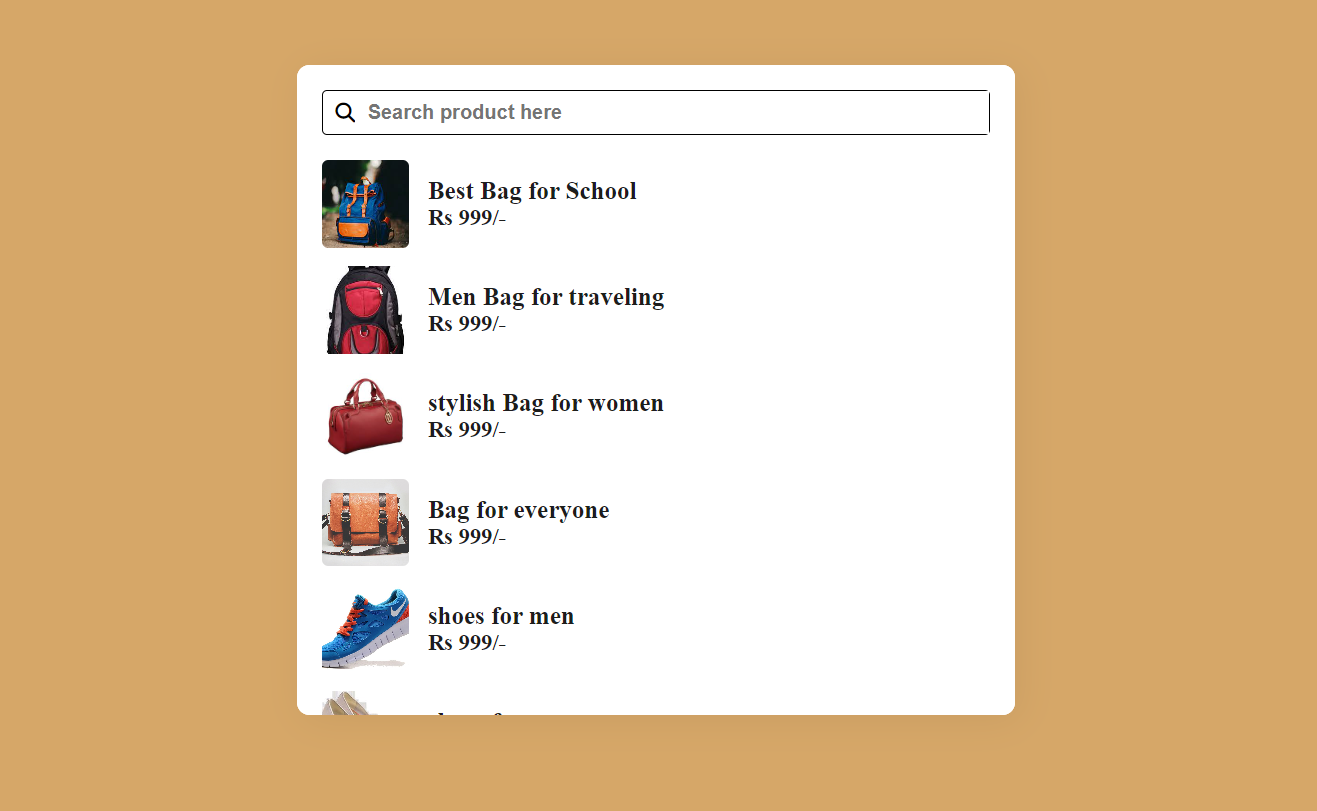 Search product here
Best Bag for School
Rs 999/-
Men Bag for traveling
Rs 999/-
stylish Bag for women
Rs 999/-
Bag for everyone
Rs 999/-
shoes for men
Rs 999/-